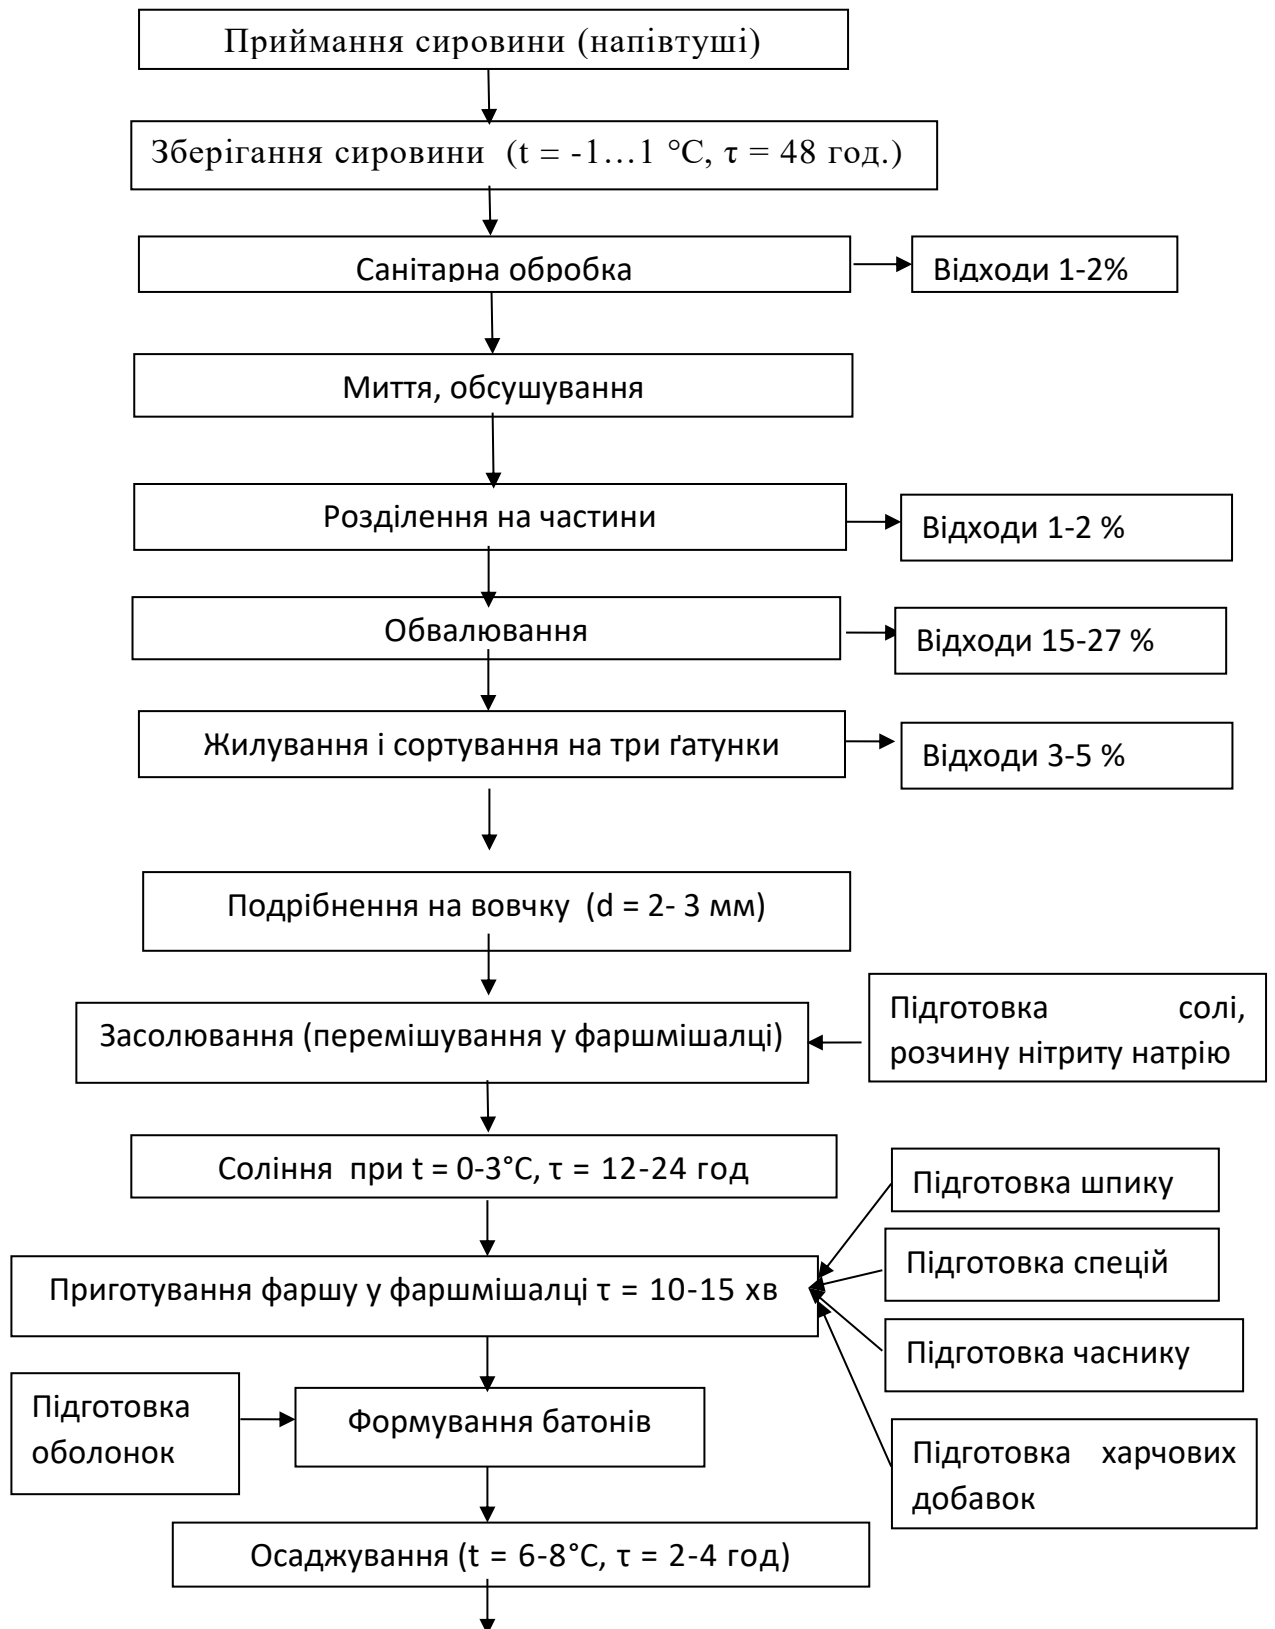 Приймання сировини (напівтуші)
Зберігання сировини (t = -1…1 °C, τ = 48 год.)
Санітарна обробка
Відходи 1-2%
Миття, обсушування
Розділення на частини
Відходи 1-2 %
Обвалювання
Відходи 15-27 %
Жилування і сортування на три ґатунки
Відходи 3-5 %
Подрібнення на вовчку (d = 2- 3 мм)
Засолювання (перемішування у фаршмішалці)
Підготовка солі,
розчину нітриту натрію
Соління при t = 0-3°C, τ = 12-24 год
Підготовка шпику
Підготовка спецій
Приготування фаршу у фаршмішалці τ = 10-15 хв
Підготовка часнику
Підготовка
оболонок
Формування батонів
Підготовка харчових
добавок
Осаджування (t = 6-8°C, τ = 2-4 год)